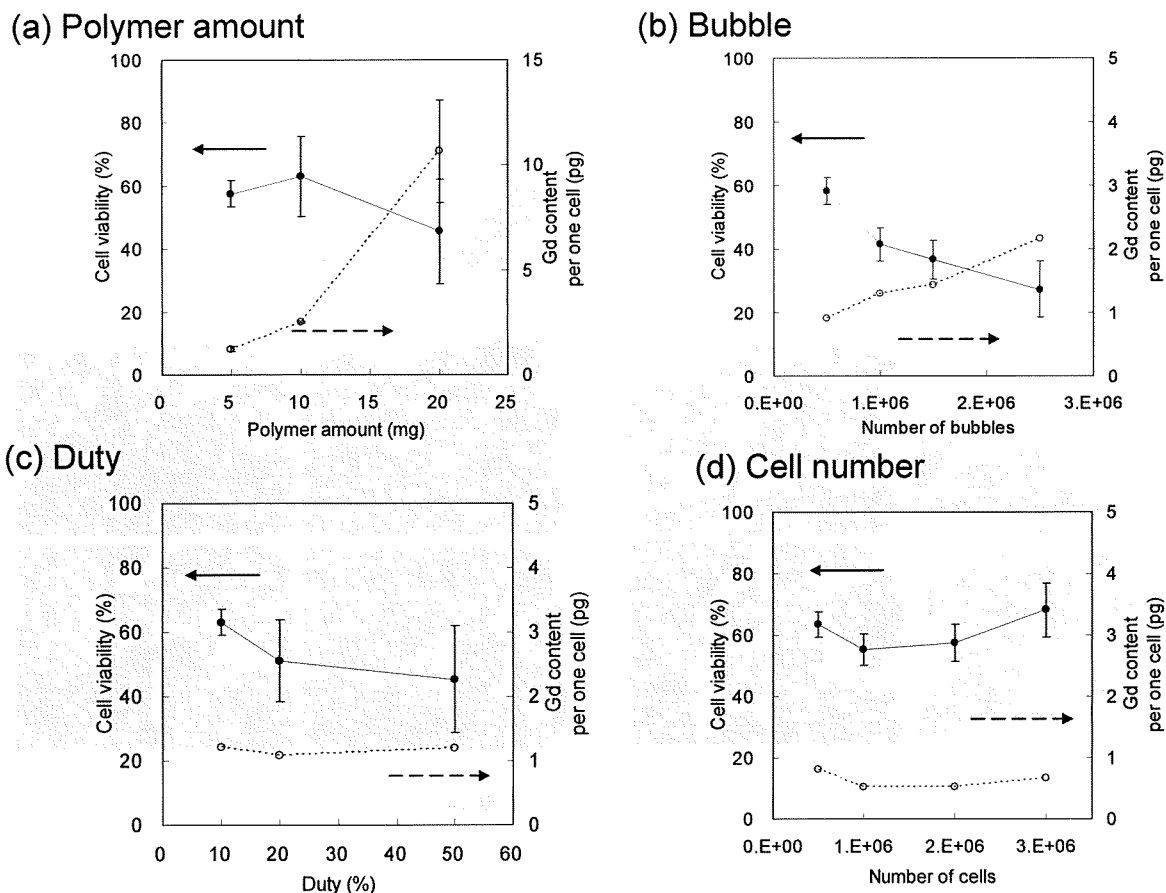 (a) Polymer amount
100
80
60
40
20
0
Cell viability (%)
15
10
5
0
Gd content
per one cell (pg)
0 5 10 15 20 25
Polymer amount (mg)
(b) Bubble
100
80
60
40
20
0
Cell viability (%)
5
4
3
2
1
0
Gd content
per one cell (pg)
0.E+00 1.E+06 2.E+06 3.E+06
Number of bubbles
(c) Duty
100
80
60
40
20
0
Cell viability (%)
5
4
3
2
1
0
Gd content
per one cell (pg)
0 10 20 30 40 50 60
Duty (%)
(d) Cell number
100
80
60
40
20
0
Cell viability (%)
5
4
3
2
1
0
Gd content
per one cell (pg)
0.E+00 1.E+06 2.E+06 3.E+06
Number of cells